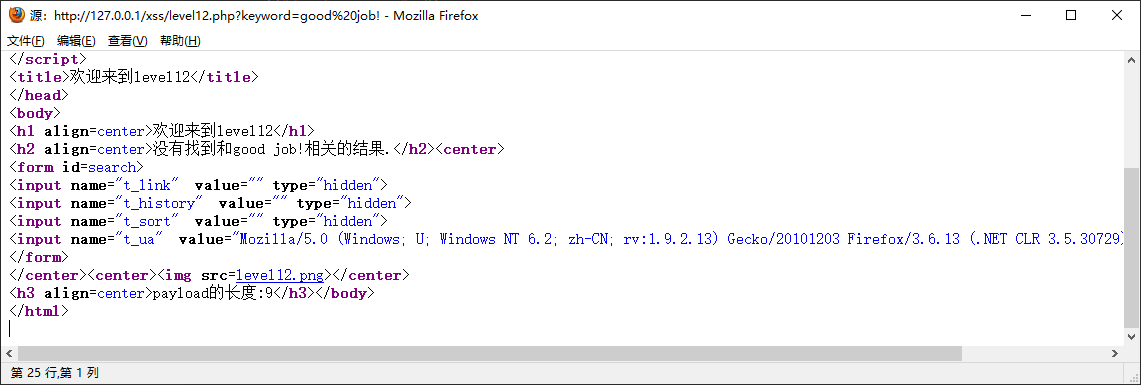 源：http://127.0.0.1/xss/level12.php?keyword=good%20job! - Mozilla Firefox
文件(F) 编辑(E) 查看(V) 帮助(H)
</script>
<title>欢迎来到level12</title>
</head>
<body>
<h1 align=center>欢迎来到level12</h1>
<h2 align=center>没有找到和good job!相关的结果.</h2><center>
<form id=search>
<input name="t_link"  value="" type="hidden">
<input name="t_history"  value="" type="hidden">
<input name="t_sort"  value="" type="hidden">
<input name="t_ua"  value="Mozilla/5.0 (Windows; U; Windows NT 6.2; zh-CN; rv:1.9.2.13) Gecko/20101203 Firefox/3.6.13 (.NET CLR 3.5.30729)
</form>
</center><center><img src=level12.png></center>
<h3 align=center>payload的长度:9</h3></body>
</html>
第 25 行,第 1 列